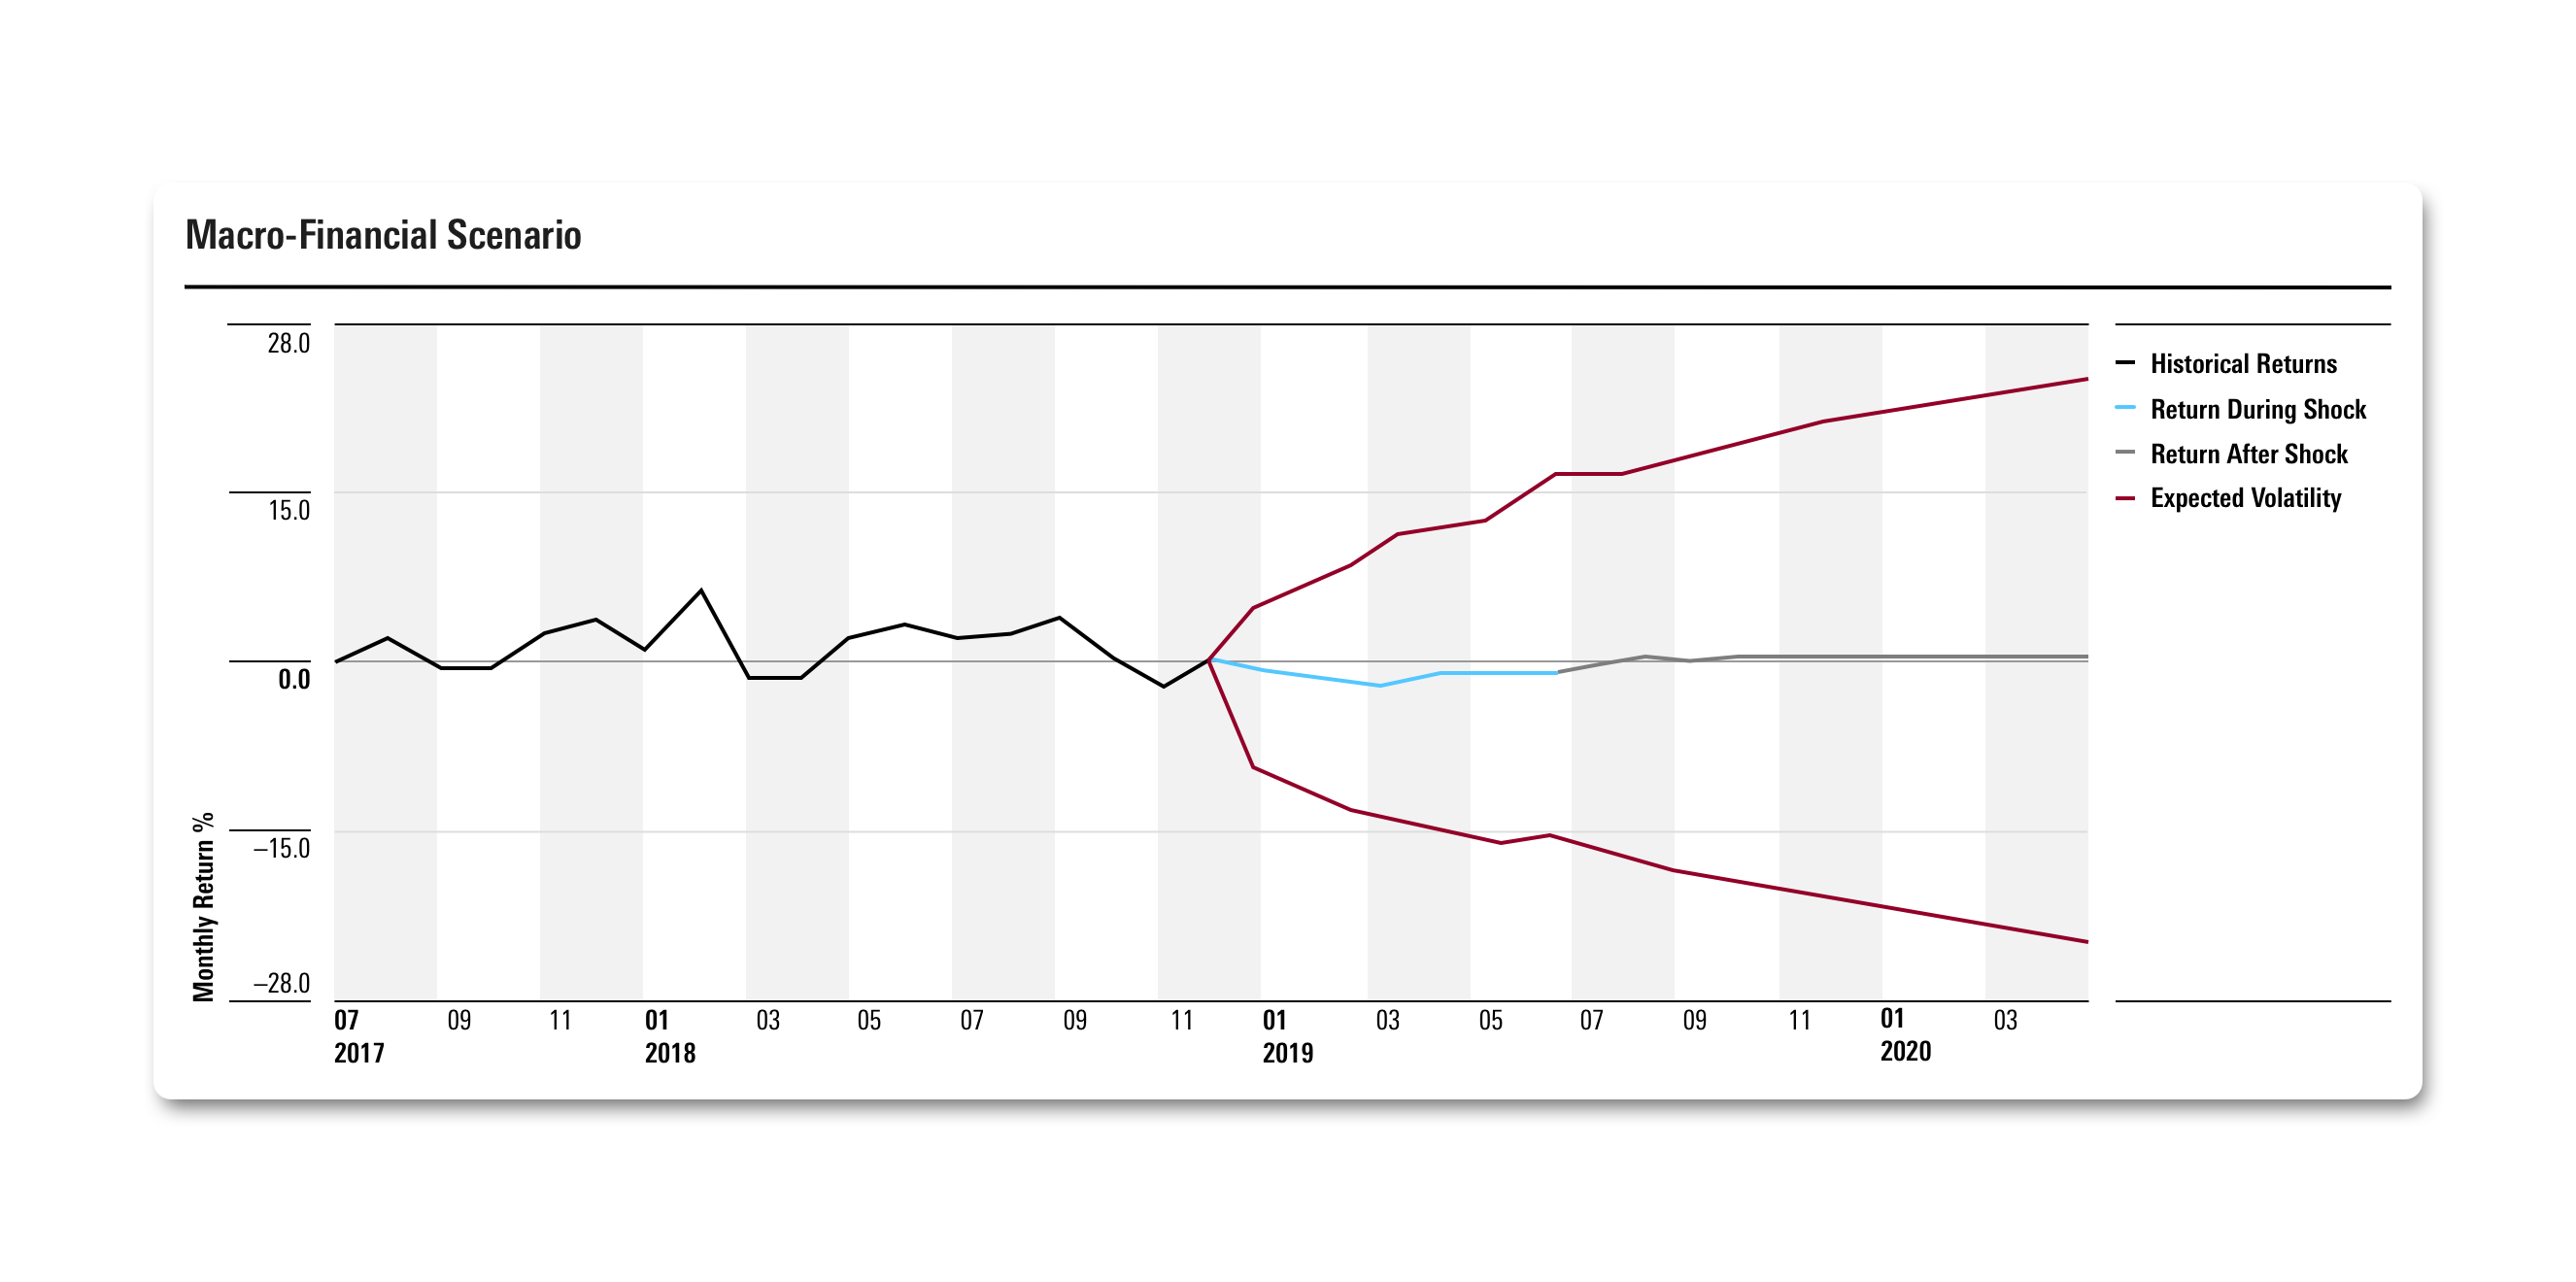 Macro-Financial Scenario
28.0
15.0
0.0
–15.0
–28.0
Monthly Return %
07 09 11 01 03 05 07 09 11 01 03 05 07 09 11 01 03
2017 2018 2019 2020
Historical Returns
Return During Shock
Return After Shock
Expected Volatility